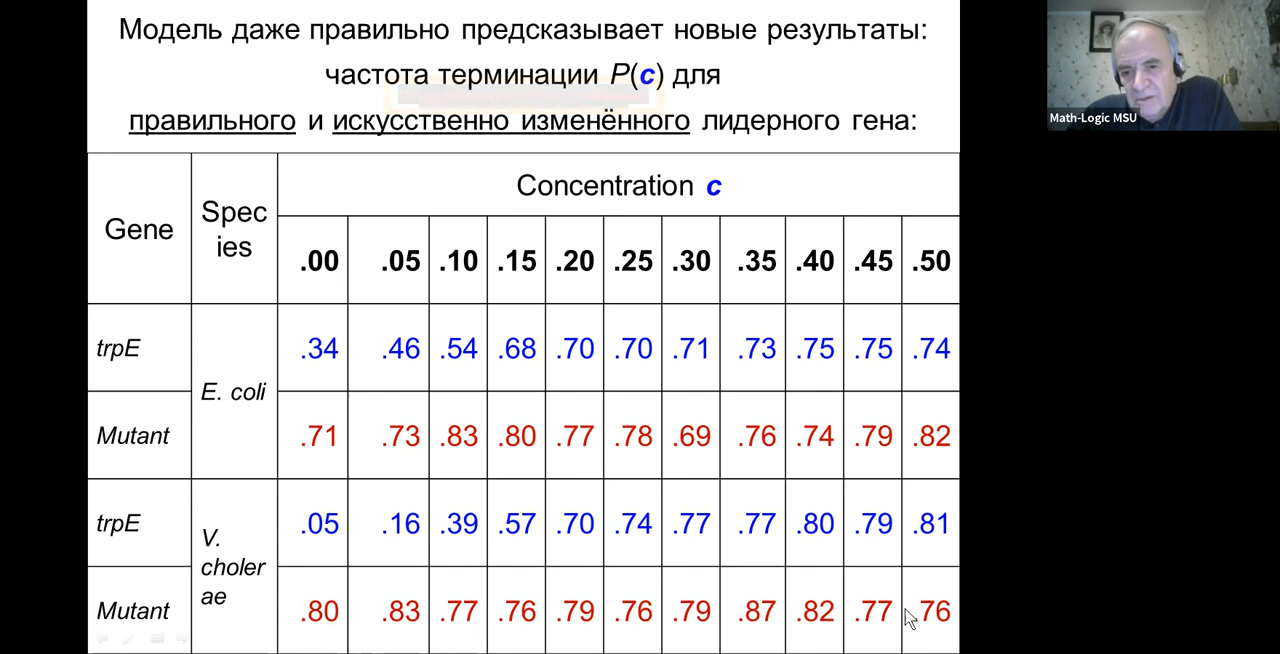 Модель даже правильно предсказывает новые результаты:
частота терминации P(c) для
правильного и искусственно изменённого лидерного гена:
Math-Logic MSU
Gene
Spec
ies
Concentration c
.00 .05 .10 .15 .20 .25 .30 .35 .40 .45 .50
trpE
E. coli
.34 .46 .54 .68 .70 .70 .71 .73 .75 .75 .74
Mutant
.71 .73 .83 .80 .77 .78 .69 .76 .74 .79 .82
trpE
V.
choler
ae
.05 .16 .39 .57 .70 .74 .77 .77 .80 .79 .81
Mutant
.80 .83 .77 .76 .79 .76 .79 .87 .82 .77 .76